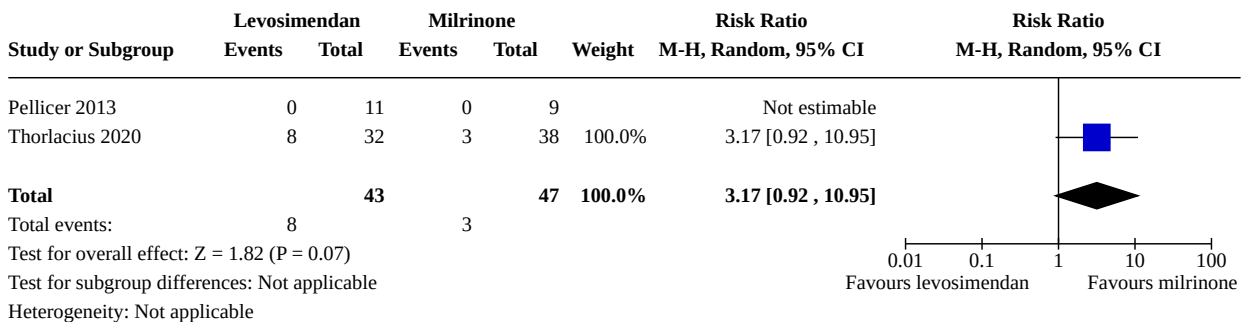 Levosimendan Milrinone Risk Ratio Risk Ratio
Study or Subgroup Events Total Events Total Weight M-H, Random, 95% CI M-H, Random, 95% CI
Pellicer 2013 0 11 0 9 Not estimable
Thorlacius 2020 8 32 3 38 100.0% 3.17 [0.92 , 10.95]
Total 43 47 100.0% 3.17 [0.92 , 10.95]
Total events: 8 3
Test for overall effect: Z = 1.82 (P = 0.07)
0.01 0.1 1 10 100
Test for subgroup differences: Not applicable Favours levosimendan Favours milrinone
Heterogeneity: Not applicable